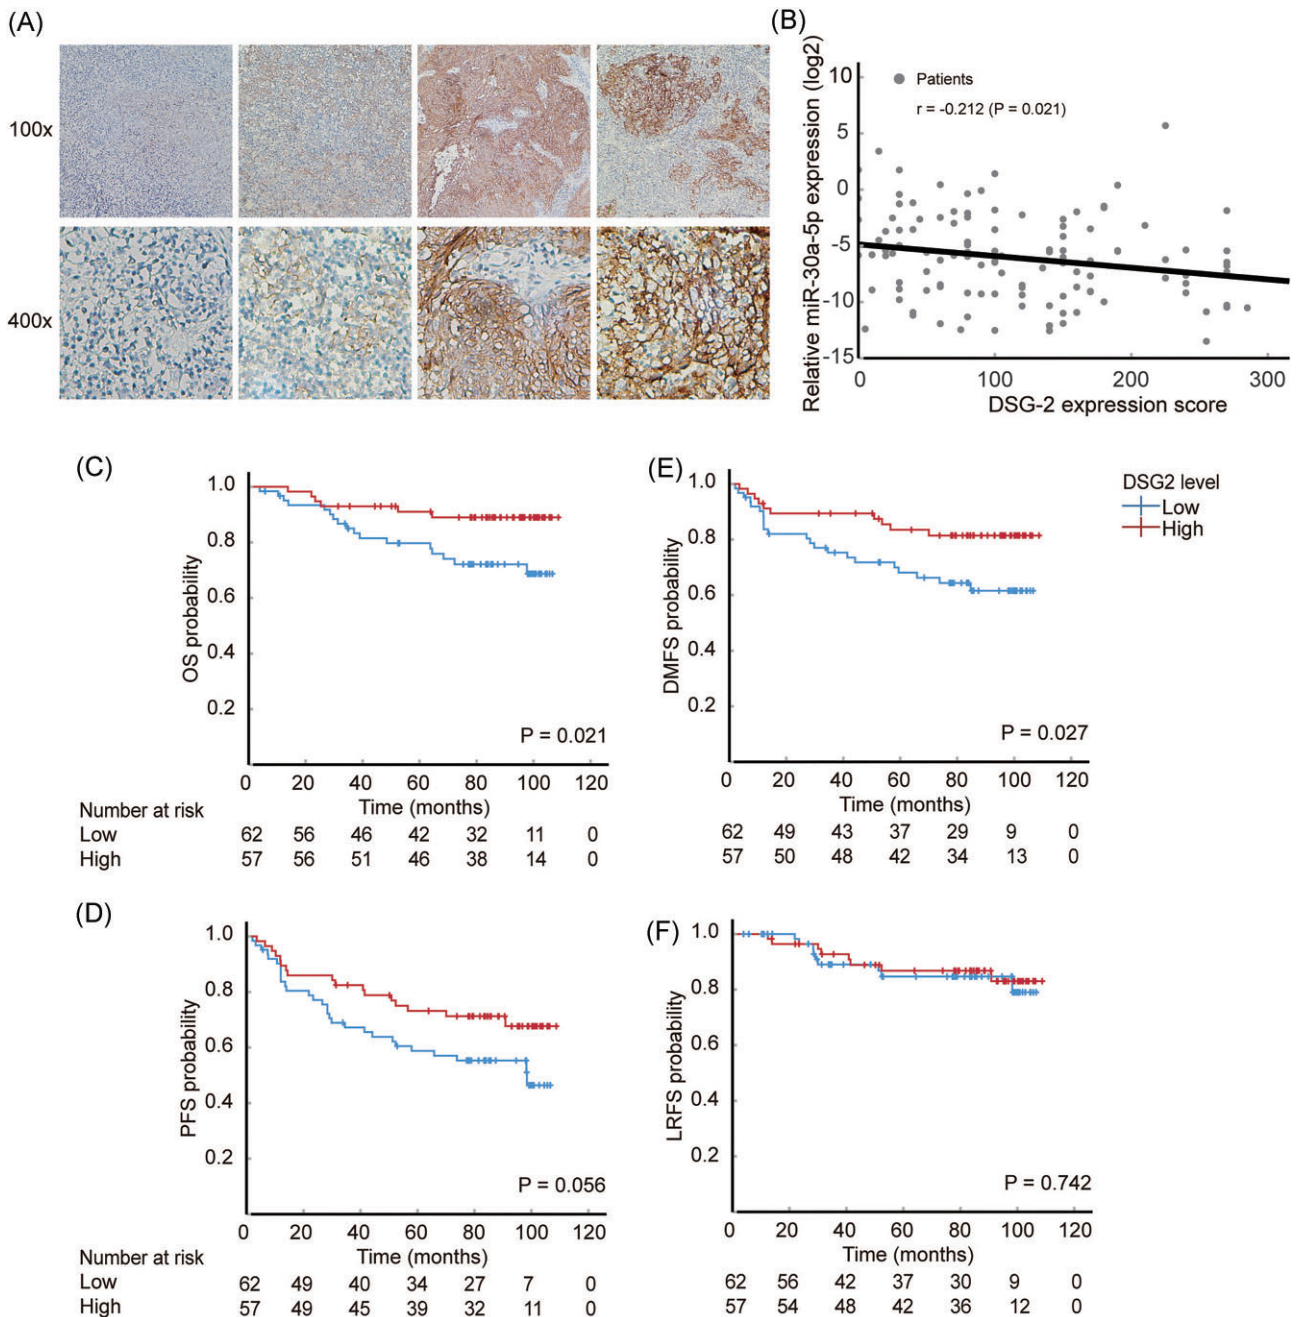 (A)
100x
400x
(B)
Relative miR-30a-5p expression (log2)
10
5
0
-5
-10
-15
Patients
r = -0.212 (P = 0.021)
0 100 200 300
DSG-2 expression score
(C)
OS probability
1.0
0.8
0.6
0.4
0.2
P = 0.021
0 20 40 60 80 100 120
Time (months)
Number at risk
Low 62 56 46 42 32 11 0
High 57 56 51 46 38 14 0
(E)
DMFS probability
1.0
0.8
0.6
0.4
0.2
P = 0.027
0 20 40 60 80 100 120
Time (months)
62 49 43 37 29 9 0
57 50 48 42 34 13 0
DSG2 level
Low
High
(D)
PFS probability
1.0
0.8
0.6
0.4
0.2
P = 0.056
0 20 40 60 80 100 120
Time (months)
Number at risk
Low 62 49 40 34 27 7 0
High 57 49 45 39 32 11 0
(F)
LRFS probability
1.0
0.8
0.6
0.4
0.2
P = 0.742
0 20 40 60 80 100 120
Time (months)
62 56 42 37 30 9 0
57 54 48 42 36 12 0